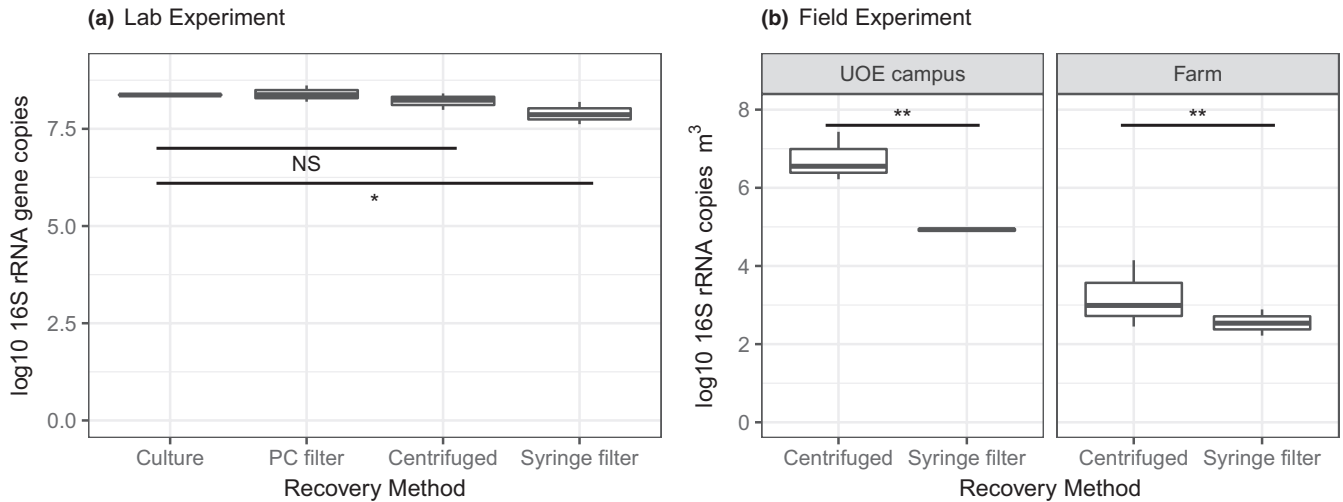 (a) Lab Experiment
log10 16S rRNA gene copies
7.5
5.0
2.5
0.0
NS
*
Culture PC filter Centrifuged Syringe filter
Recovery Method
(b) Field Experiment
UOE campus Farm
log10 16S rRNA copies m³
8
6
4
2
0
** **
Centrifuged Syringe filter Centrifuged Syringe filter
Recovery Method